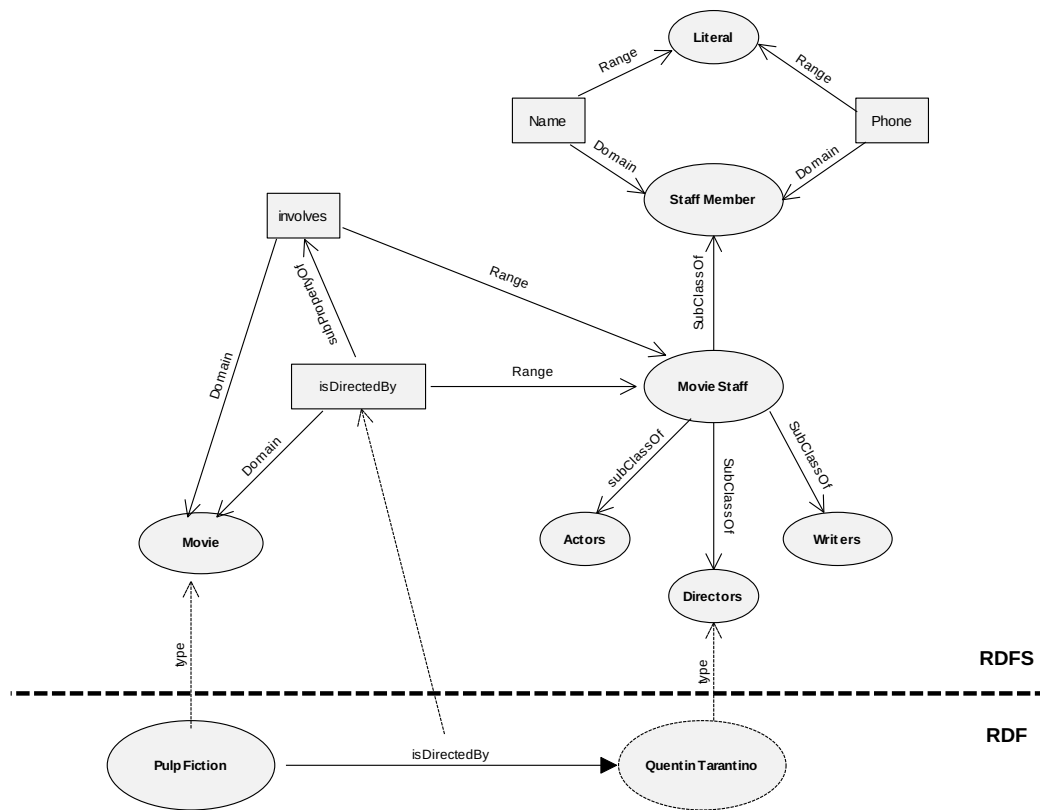 Literal
Range
Range
Name
Phone
Domain
Domain
Staff Member
involves
subPropertyOf
Range
SubClassOf
Domain
isDirectedBy
Range
Movie Staff
Domain
subClassOf
SubClassOf
SubClassOf
Movie
Actors
Writers
Directors
type
type
RDFS
RDF
isDirectedBy
Pulp Fiction
Quentin Tarantino